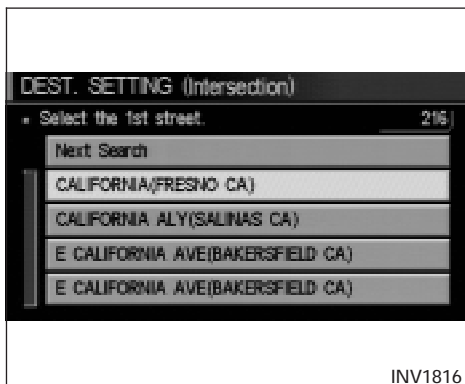 DEST. SETTING (Intersection)
Select the 1st street. 216
Next Search
CALIFORNIA(FRESNO CA)
CALIFORNIA ALY(SALINAS CA)
E CALIFORNIA AVE(BAKERSFIELD CA)
E CALIFORNIA AVE(BAKERSFIELD CA)
INV1816